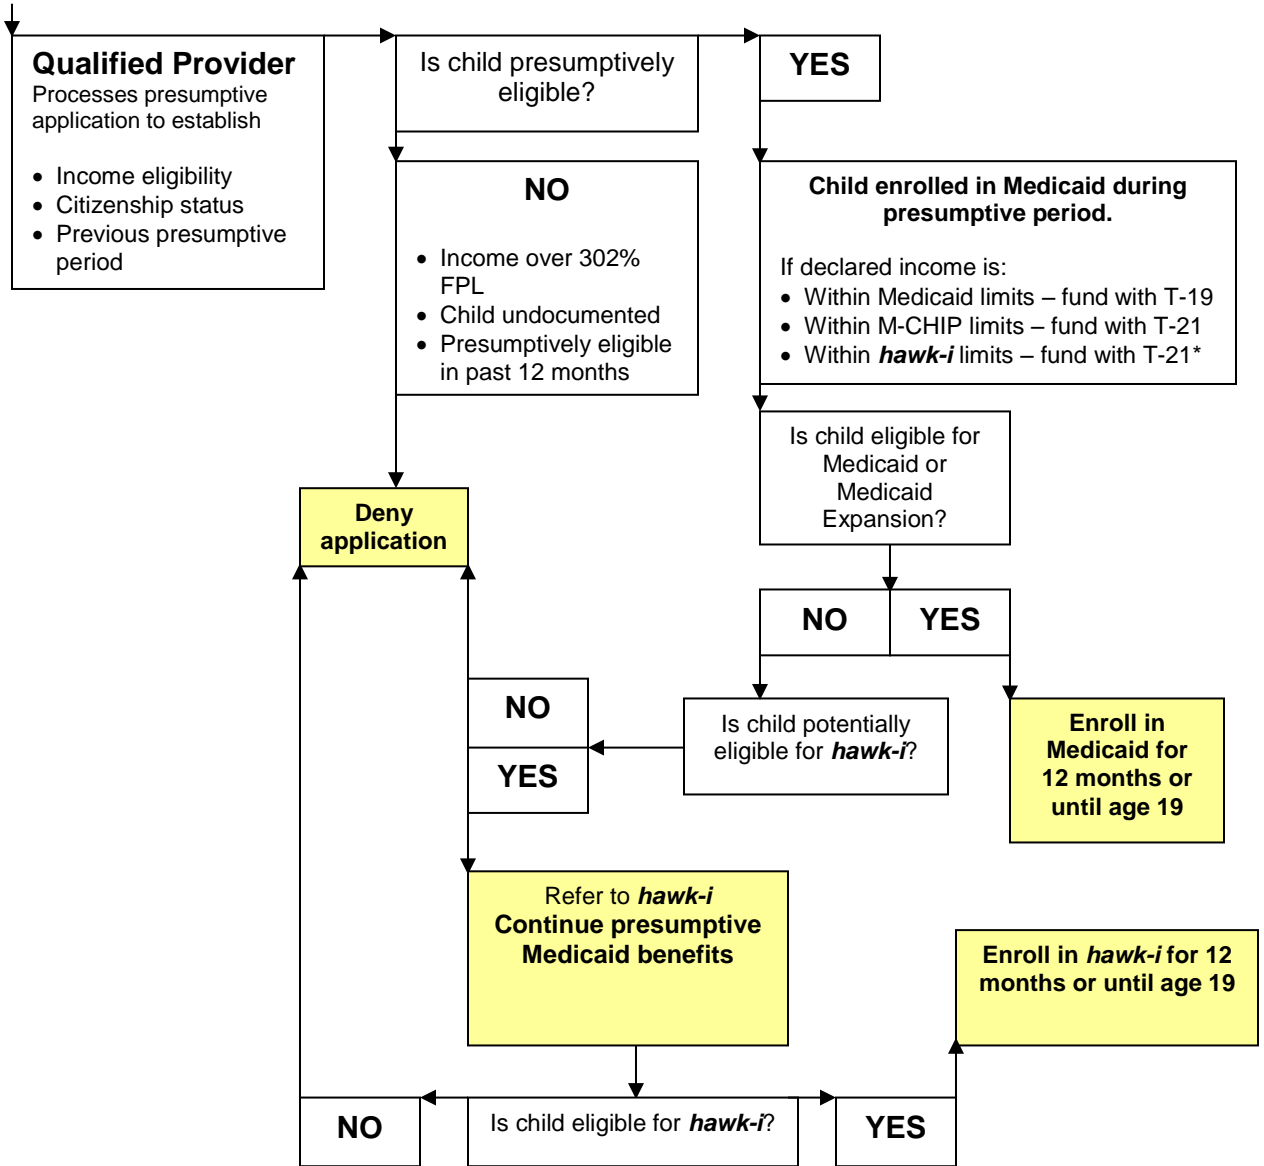 Qualified Provider
Processes presumptive
application to establish
• Income eligibility
• Citizenship status
• Previous presumptive
period
Is child presumptively
eligible?
YES
NO
• Income over 302%
FPL
• Child undocumented
• Presumptively eligible
in past 12 months
Child enrolled in Medicaid during
presumptive period.
If declared income is:
• Within Medicaid limits – fund with T-19
• Within M-CHIP limits – fund with T-21
• Within hawk-i limits – fund with T-21*
Is child eligible for
Medicaid or
Medicaid
Expansion?
Deny
application
NO
YES
NO
YES
Is child potentially
eligible for hawk-i?
Enroll in
Medicaid for
12 months or
until age 19
Refer to hawk-i
Continue presumptive
Medicaid benefits
Enroll in hawk-i for 12
months or until age 19
NO
Is child eligible for hawk-i?
YES